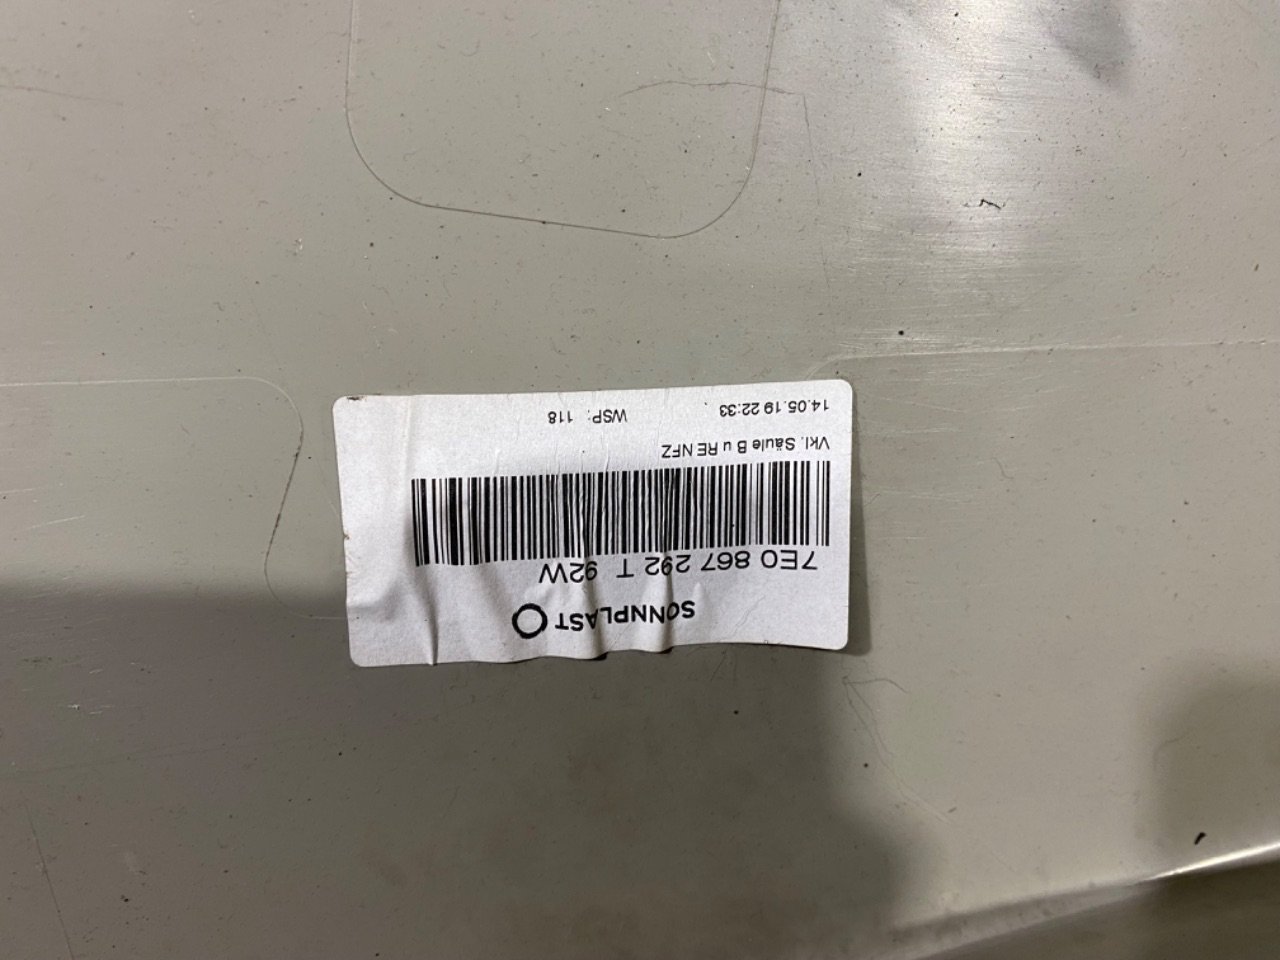 SONNPLAST
7E0 867 292 T 92W
Vkl. Säule B u RE NFZ
14.05.19 22:33 WSP: 118